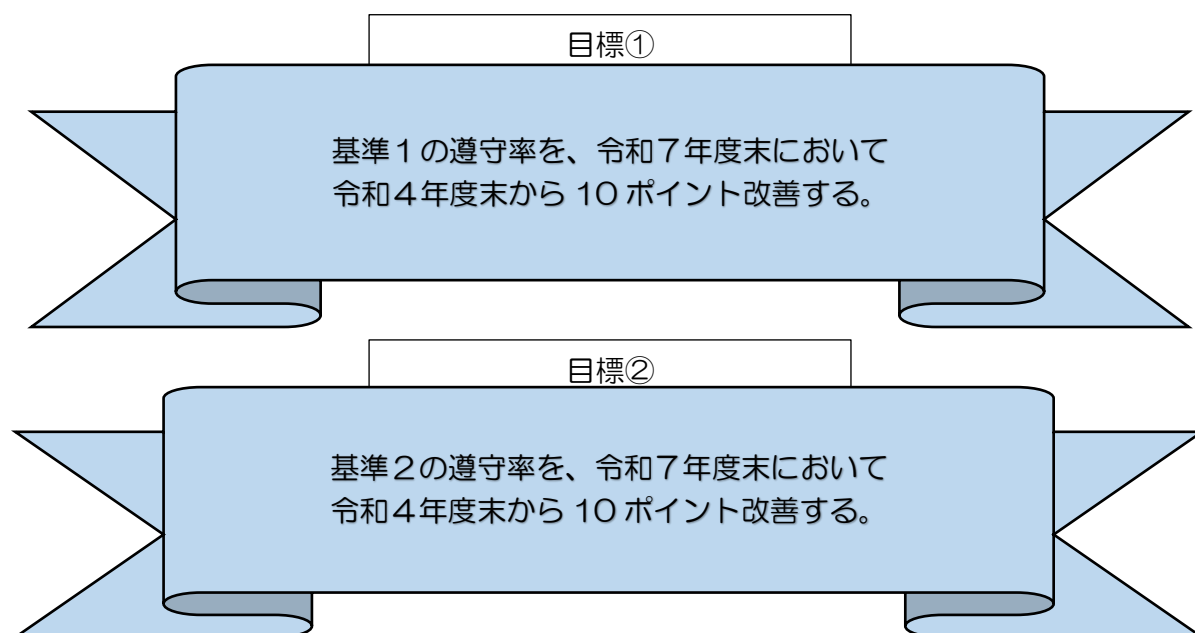 目標①
基準１の遵守率を、令和７年度末において
令和４年度末から 10 ポイント改善する。
目標②
基準２の遵守率を、令和７年度末において
令和４年度末から 10 ポイント改善する。